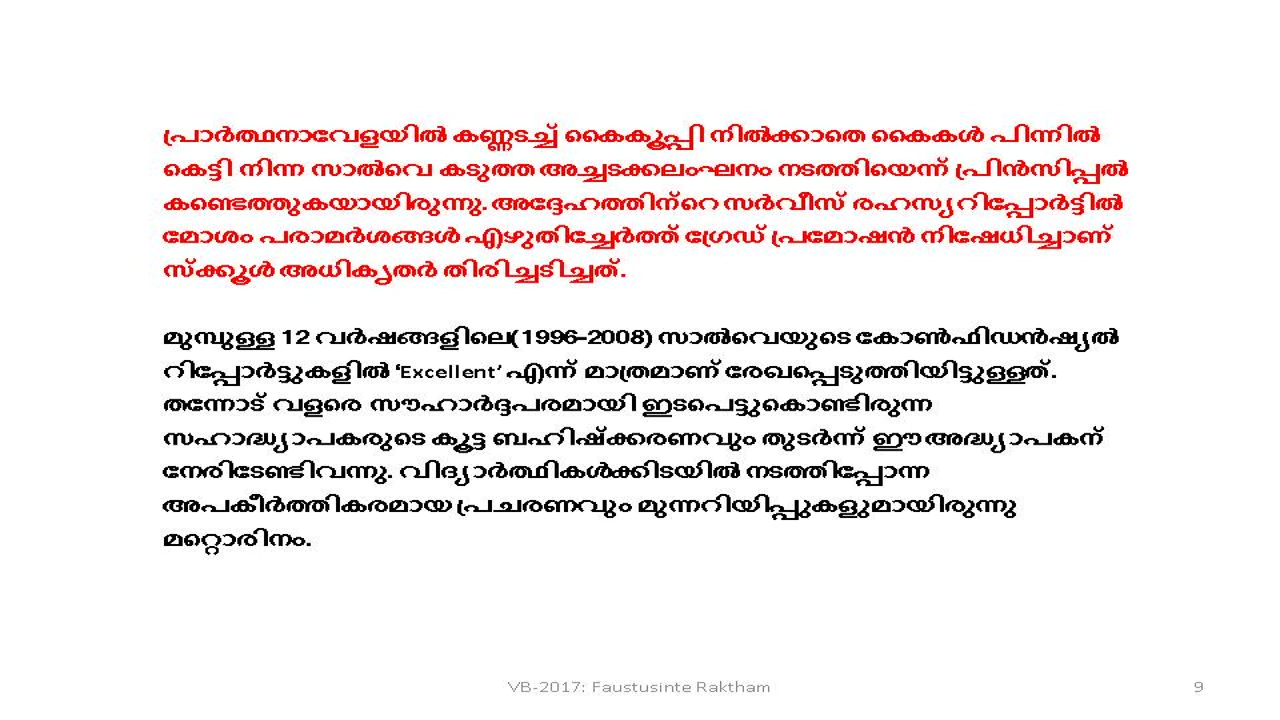 പ്രാർത്ഥനാവേളയിൽ കണ്ണടച്ച് കൈകൂപ്പി നിൽക്കാതെ കൈകൾ പിന്നിൽ
കെട്ടി നിന്ന സാൽവെ കടുത്ത അച്ചടക്കലംഘനം നടത്തിയെന്ന് പ്രിൻസിപ്പൽ
കണ്ടെത്തുകയായിരുന്നു. അദ്ദേഹത്തിന്റെ സർവീസ് രഹസ്യ റിപ്പോർട്ടിൽ
മോശം പരാമർശങ്ങൾ എഴുതിച്ചേർത്ത് ഗ്രേഡ് പ്രമോഷൻ നിഷേധിച്ചാണ്
സ്ക്കൂൾ അധികൃതർ തിരിച്ചടിച്ചത്.
മുമ്പുള്ള 12 വർഷങ്ങളിലെ(1996-2008) സാൽവെയുടെ കോൺഫിഡൻഷ്യൽ
റിപ്പോർട്ടുകളിൽ 'Excellent' എന്ന് മാത്രമാണ് രേഖപ്പെടുത്തിയിട്ടുള്ളത്.
തന്നോട് വളരെ സൗഹാർദ്ദപരമായി ഇടപെട്ടുകൊണ്ടിരുന്ന
സഹാദ്ധ്യാപകരുടെ കൂട്ട ബഹിഷ്ക്കരണവും തുടർന്ന് ഈ അദ്ധ്യാപകന്
നേരിടേണ്ടിവന്നു. വിദ്യാർത്ഥികൾക്കിടയിൽ നടത്തിപ്പോന്ന
അപകീർത്തികരമായ പ്രചരണവും മുന്നറിയിപ്പുകളുമായിരുന്നു
മറ്റൊരിനം.
VB-2017: Faustusinte Raktham
9